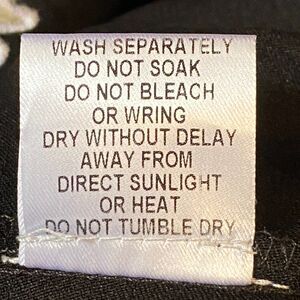 WASH SEPARATELY
DO NOT SOAK
DO NOT BLEACH
OR WRING
DRY WITHOUT DELAY
AWAY FROM
DIRECT SUNLIGHT
OR HEAT
DO NOT TUMBLE DRY